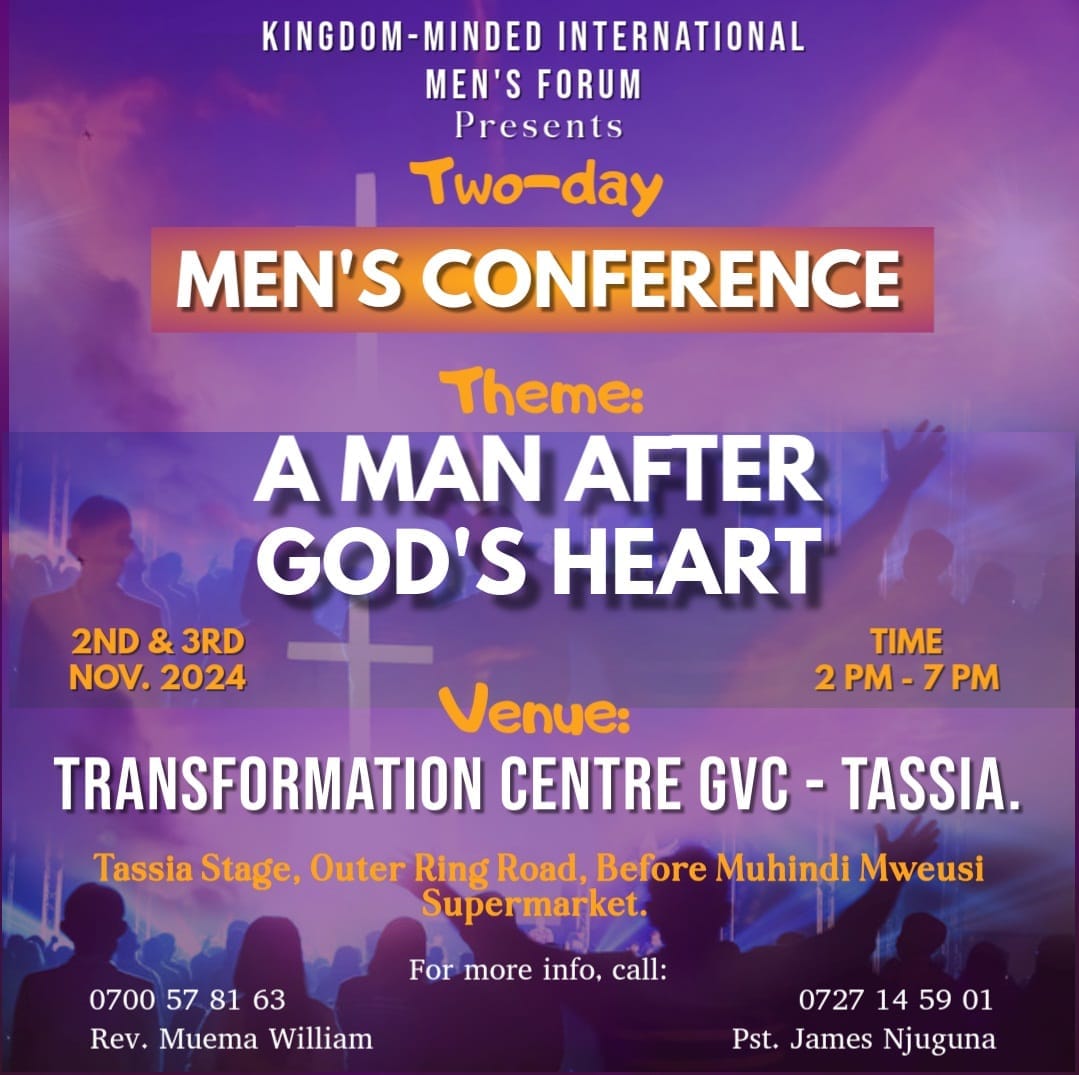 KINGDOM-MINDED INTERNATIONAL
MEN'S FORUM
Presents
Two-day
MEN'S CONFERENCE
Theme:
A MAN AFTER
GOD'S HEART
2ND & 3RD
NOV. 2024
TIME
2 PM - 7 PM
Venue:
TRANSFORMATION CENTRE GVC - TASSIA.
Tassia Stage, Outer Ring Road, Before Muhindi Mweusi
Supermarket.
For more info, call:
0700 57 81 63
Rev. Muema William
0727 14 59 01
Pst. James Njuguna